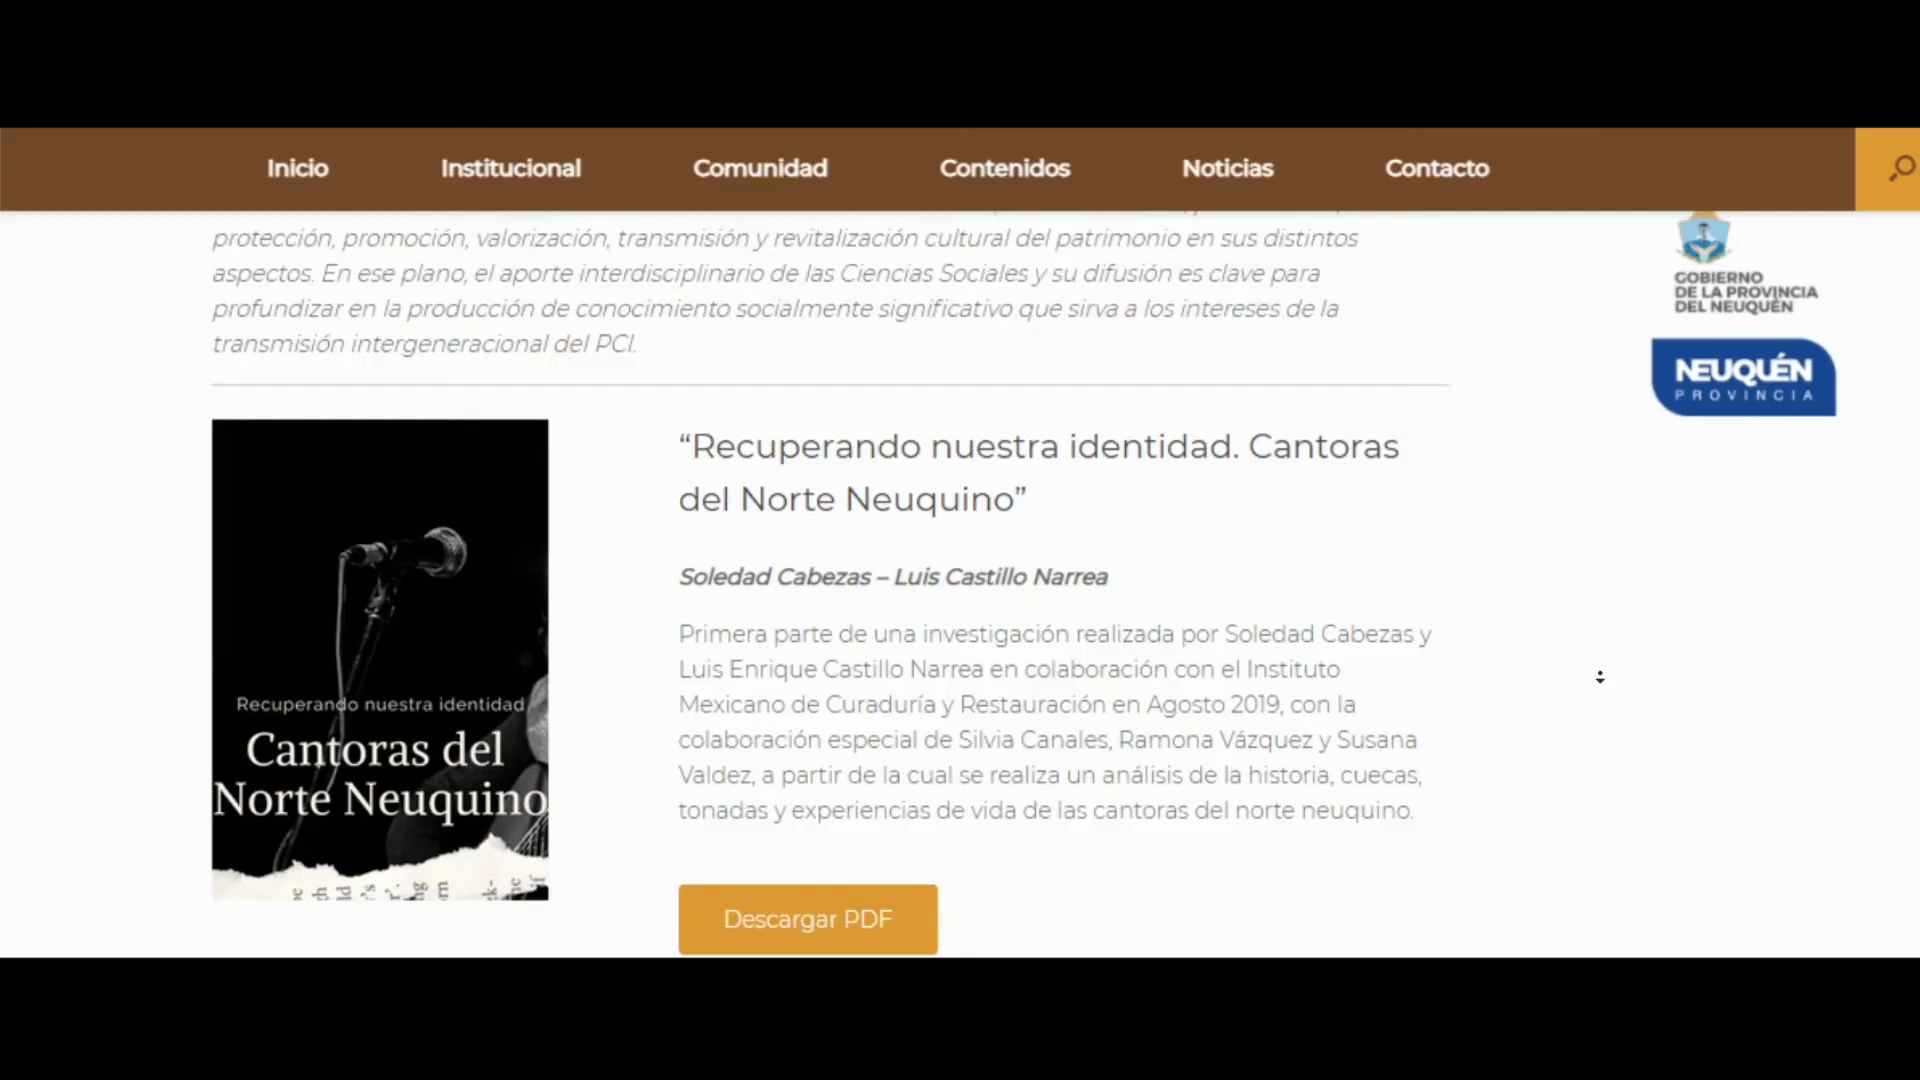 Inicio
Institucional
Comunidad
Contenidos
Noticias
Contacto
protección, promoción, valorización, transmisión y revitalización cultural del patrimonio en sus distintos
aspectos. En ese plano, el aporte interdisciplinario de las Ciencias Sociales y su difusión es clave para
profundizar en la producción de conocimiento socialmente significativo que sirva a los intereses de la
transmisión intergeneracional del PCI.
GOBIERNO
DE LA PROVINCIA
DEL NEUQUÉN
NEUQUÉN
PROVINCIA
Recuperando nuestra identidad
Cantoras del
Norte Neuquino
“Recuperando nuestra identidad. Cantoras
del Norte Neuquino”
Soledad Cabezas – Luis Castillo Narrea
Primera parte de una investigación realizada por Soledad Cabezas y
Luis Enrique Castillo Narrea en colaboración con el Instituto
Mexicano de Curaduría y Restauración en Agosto 2019, con la
colaboración especial de Silvia Canales, Ramona Vázquez y Susana
Valdez, a partir de la cual se realiza un análisis de la historia, cuecas,
tonadas y experiencias de vida de las cantoras del norte neuquino.
Descargar PDF